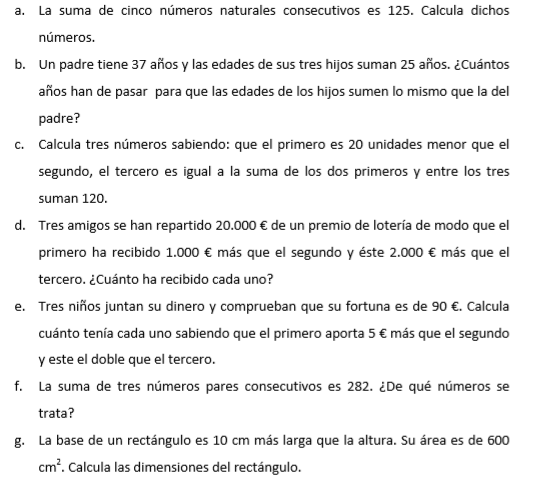 a. La suma de cinco números naturales consecutivos es 125. Calcula dichos
números.
b. Un padre tiene 37 años y las edades de sus tres hijos suman 25 años. ¿Cuántos
años han de pasar para que las edades de los hijos sumen lo mismo que la del
padre?
c. Calcula tres números sabiendo: que el primero es 20 unidades menor que el
segundo, el tercero es igual a la suma de los dos primeros y entre los tres
suman 120.
d. Tres amigos se han repartido 20.000 € de un premio de lotería de modo que el
primero ha recibido 1.000 € más que el segundo y éste 2.000 € más que el
tercero. ¿Cuánto ha recibido cada uno?
e. Tres niños juntan su dinero y comprueban que su fortuna es de 90 €. Calcula
cuánto tenía cada uno sabiendo que el primero aporta 5 € más que el segundo
y este el doble que el tercero.
f. La suma de tres números pares consecutivos es 282. ¿De qué números se
trata?
g. La base de un rectángulo es 10 cm más larga que la altura. Su área es de 600
cm². Calcula las dimensiones del rectángulo.